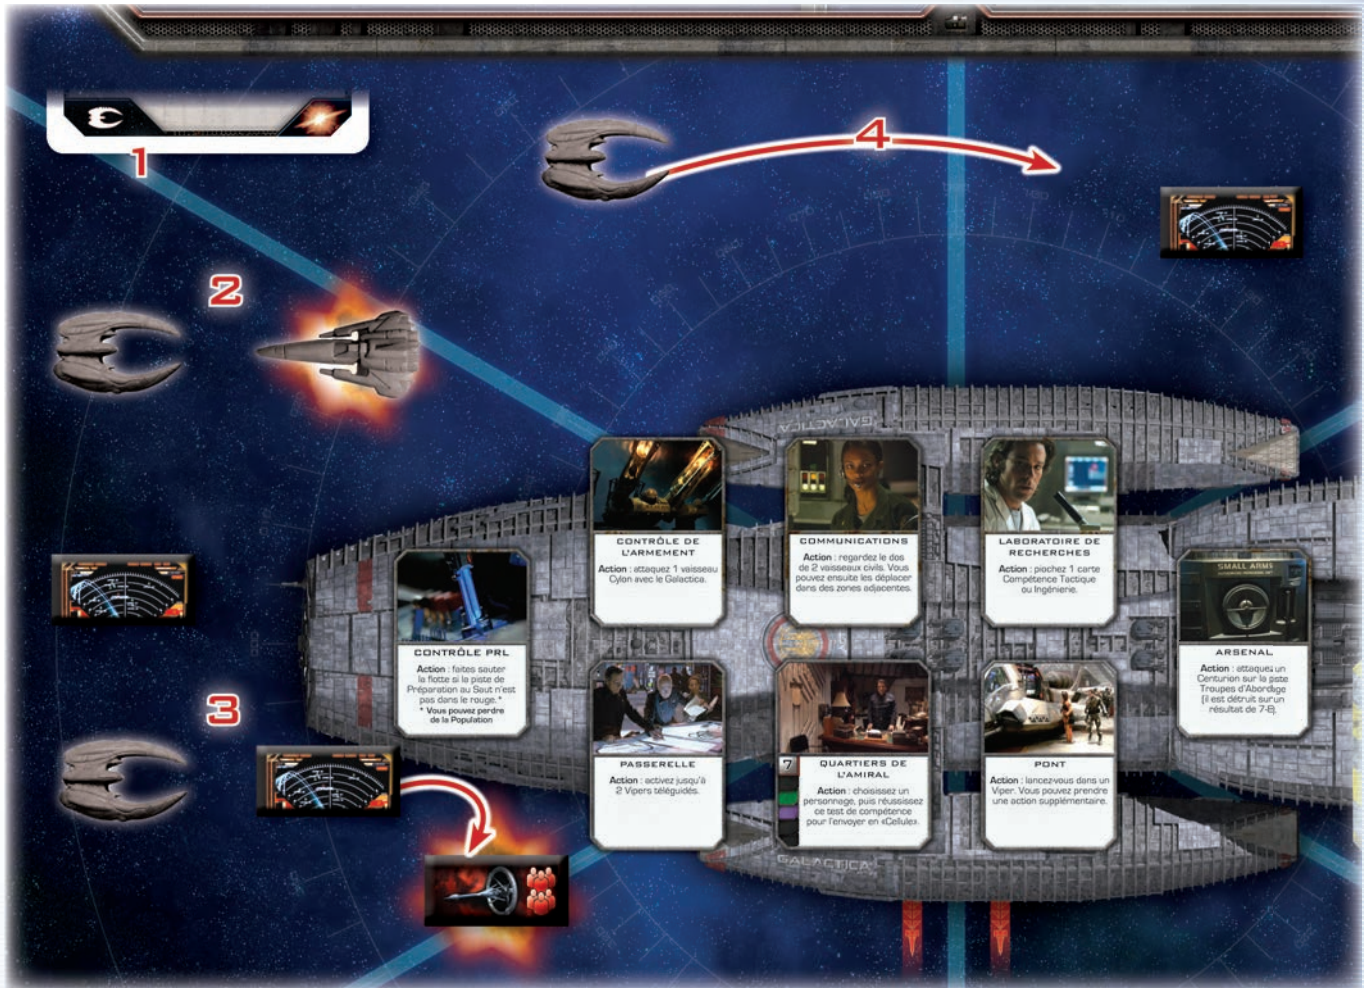 1
4
2
GALACTICA
CONTRÔLE DE
L'ARMEMENT
Action : attaquez 1 vaisseau
Cylon avec le Galactica.
COMMUNICATIONS
Action : regardez le dos
de 2 vaisseaux civils. Vous
pouvez ensuite les déplacer
dans des zones adjacentes.
LABORATOIRE DE
RECHERCHES
Action : piochez 1 carte
Compétence Tactique
ou Ingénierie.
CONTRÔLE PRL
Action : faites sauter
la flotte si la piste de
Préparation au Saut n'est
pas dans le rouge.*
* Vous pouvez perdre
de la Population
SMALL ARMS
ARSENAL
Action : attaquez un
Centurion sur la piste
Troupes d'Abordage
(il est détruit sur un
résultat de 7-8).
3
PASSERELLE
Action : activez jusqu'à
2 Vipers téléguidés.
7
QUARTIERS DE
L'AMIRAL
Action : choisissez un
personnage, puis réussissez
ce test de compétence
pour l'envoyer en «Cellule».
PONT
Action : lancez-vous dans un
Viper. Vous pouvez prendre
une action supplémentaire.
GALACTICA